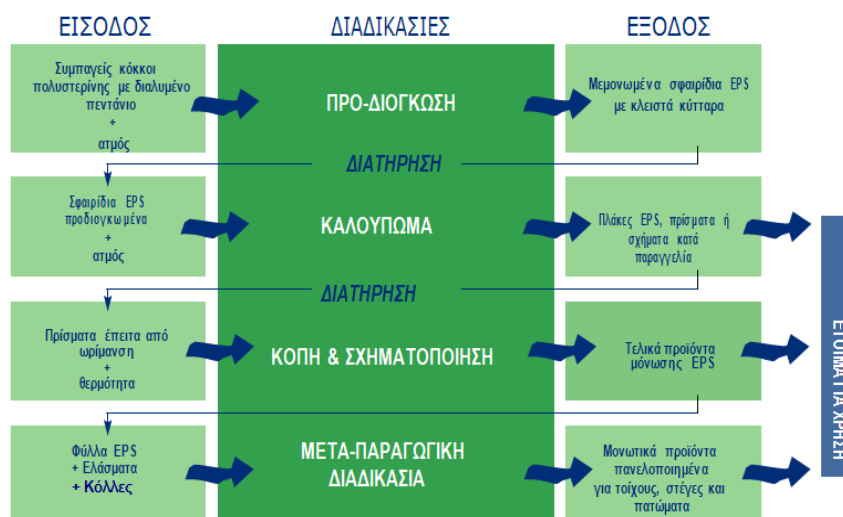 ΕΙΣΟΔΟΣ
ΔΙΑΔΙΚΑΣΙΕΣ
ΕΞΟΔΟΣ
Συμπαγείς κόκκοι
πολυστερίνης με διαλυμένο
πεντάνιο
+
ατμός
ΠΡΟ-ΔΙΟΓΚΩΣΗ
Μεμονωμένα σφαιρίδια EPS
με κλειστά κύτταρα
ΔΙΑΤΗΡΗΣΗ
Σφαιρίδια EPS
προδιογκωμένα
+
ατμός
ΚΑΛΟΥΠΩΜΑ
Πλάκες EPS, πρίσματα ή
σχήματα κατά
παραγγελία
ΔΙΑΤΗΡΗΣΗ
Πρίσματα έπειτα από
ωρίμανση
+
θερμότητα
ΚΟΠΗ & ΣΧΗΜΑΤΟΠΟΙΗΣΗ
Τελικά προϊόντα
μόνωσης EPS
Φύλλα EPS
+ Ελάσματα
+ Κόλλες
ΜΕΤΑ-ΠΑΡΑΓΩΓΙΚΗ
ΔΙΑΔΙΚΑΣΙΑ
Μονωτικά προϊόντα
πανελοποιημένα
για τοίχους, στέγες και
πατώματα
ΕΤΟΙΜΑ ΓΙΑ ΧΡΗΣΗ